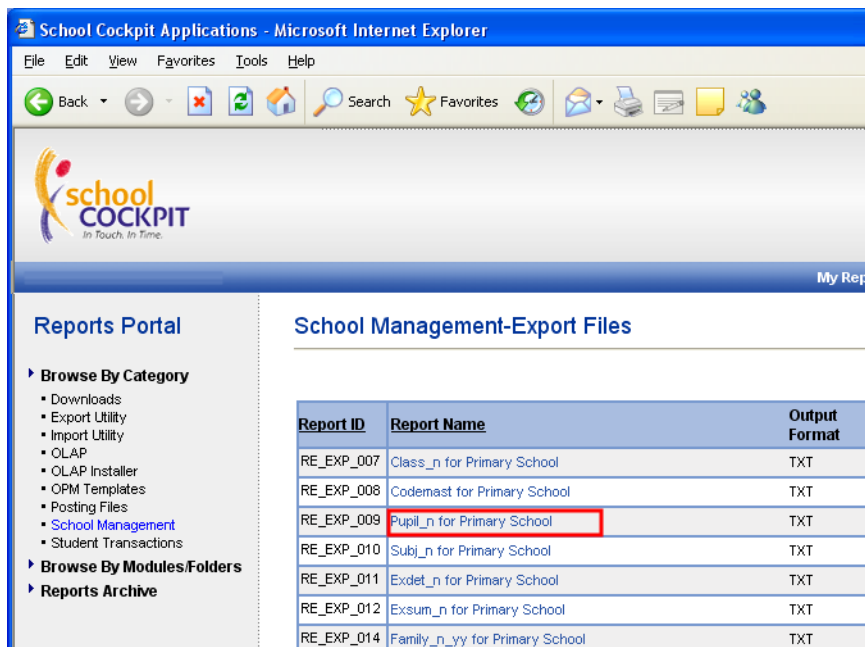 School Cockpit Applications - Microsoft Internet Explorer
File Edit View Favorites Tools Help
Back Search Favorites
school
COCKPIT
In Touch. In Time.
My Rep
Reports Portal
School Management-Export Files
Browse By Category
Downloads
Export Utility
Import Utility
OLAP
OLAP Installer
OPM Templates
Posting Files
School Management
Student Transactions
Browse By Modules/Folders
Reports Archive
Report ID Report Name Output Format
RE_EXP_007 Class_n for Primary School TXT
RE_EXP_008 Codemast for Primary School TXT
RE_EXP_009 Pupil_n for Primary School TXT
RE_EXP_010 Subj_n for Primary School TXT
RE_EXP_011 Exdet_n for Primary School TXT
RE_EXP_012 Exsum_n for Primary School TXT
RE_EXP_014 Family_n_yy for Primary School TXT